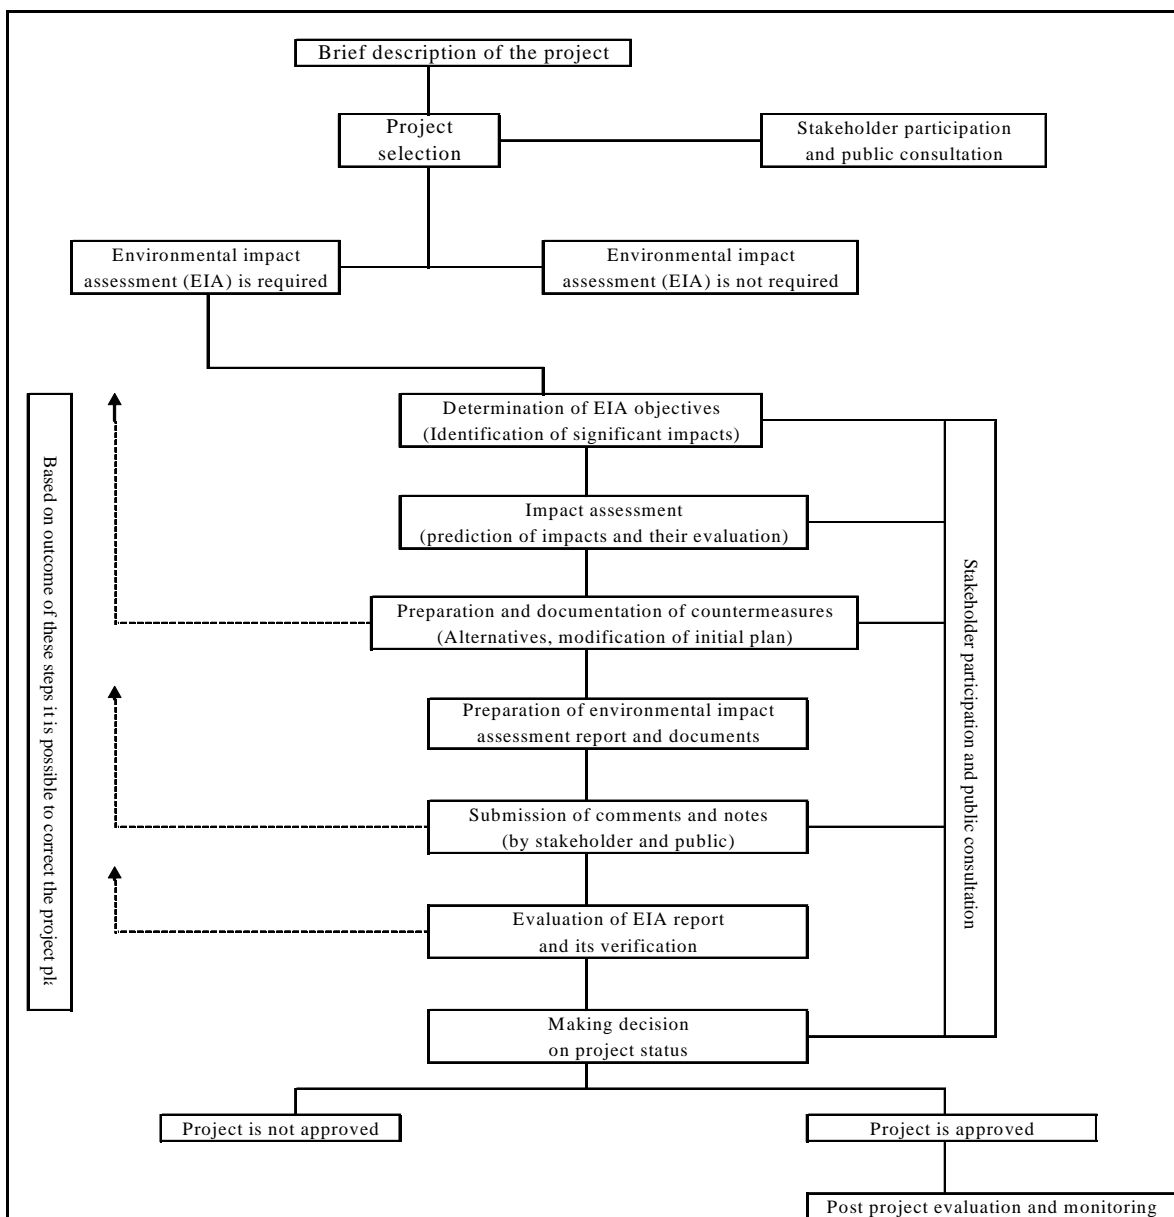 Brief description of the project
Project
selection
Stakeholder participation
and public consultation
Environmental impact
assessment (EIA) is required
Environmental impact
assessment (EIA) is not required
Based on outcome of these steps it is possible to correct the project
Determination of EIA objectives
(Identification of significant impacts)
Impact assessment
(prediction of impacts and their evaluation)
Preparation and documentation of countermeasures
(Alternatives, modification of initial plan)
Preparation of environmental impact
assessment report and documents
Submission of comments and notes
(by stakeholder and public)
Evaluation of EIA report
and its verification
Making decision
on project status
Stakeholder participation and public consultation
Project is not approved
Project is approved
Post project evaluation and monitoring